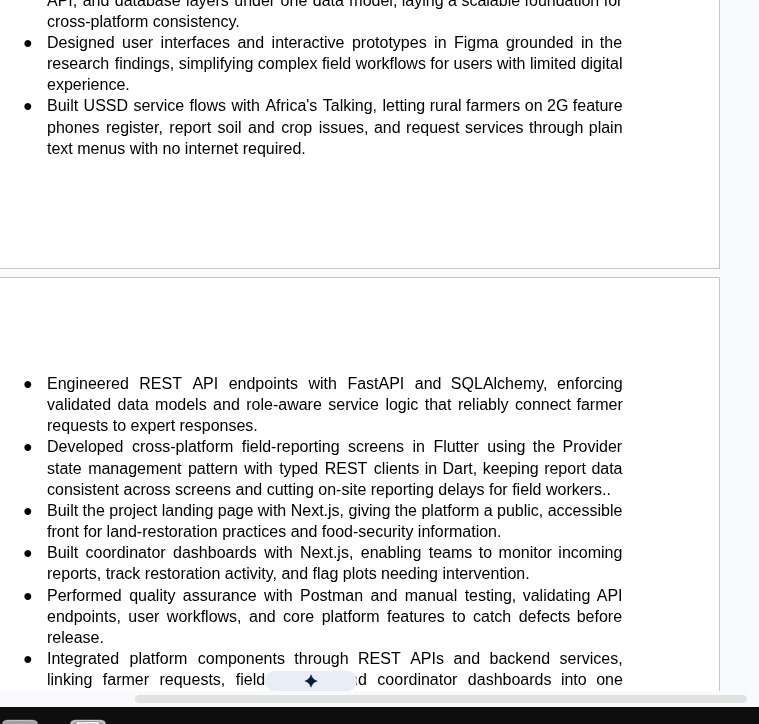 API, and database layers under one data model, laying a scalable foundation for
cross-platform consistency.
● Designed user interfaces and interactive prototypes in Figma grounded in the
research findings, simplifying complex field workflows for users with limited digital
experience.
● Built USSD service flows with Africa's Talking, letting rural farmers on 2G feature
phones register, report soil and crop issues, and request services through plain
text menus with no internet required.
● Engineered REST API endpoints with FastAPI and SQLAlchemy, enforcing
validated data models and role-aware service logic that reliably connect farmer
requests to expert responses.
● Developed cross-platform field-reporting screens in Flutter using the Provider
state management pattern with typed REST clients in Dart, keeping report data
consistent across screens and cutting on-site reporting delays for field workers..
● Built the project landing page with Next.js, giving the platform a public, accessible
front for land-restoration practices and food-security information.
● Built coordinator dashboards with Next.js, enabling teams to monitor incoming
reports, track restoration activity, and flag plots needing intervention.
● Performed quality assurance with Postman and manual testing, validating API
endpoints, user workflows, and core platform features to catch defects before
release.
● Integrated platform components through REST APIs and backend services,
linking farmer requests, field coordinator dashboards into one